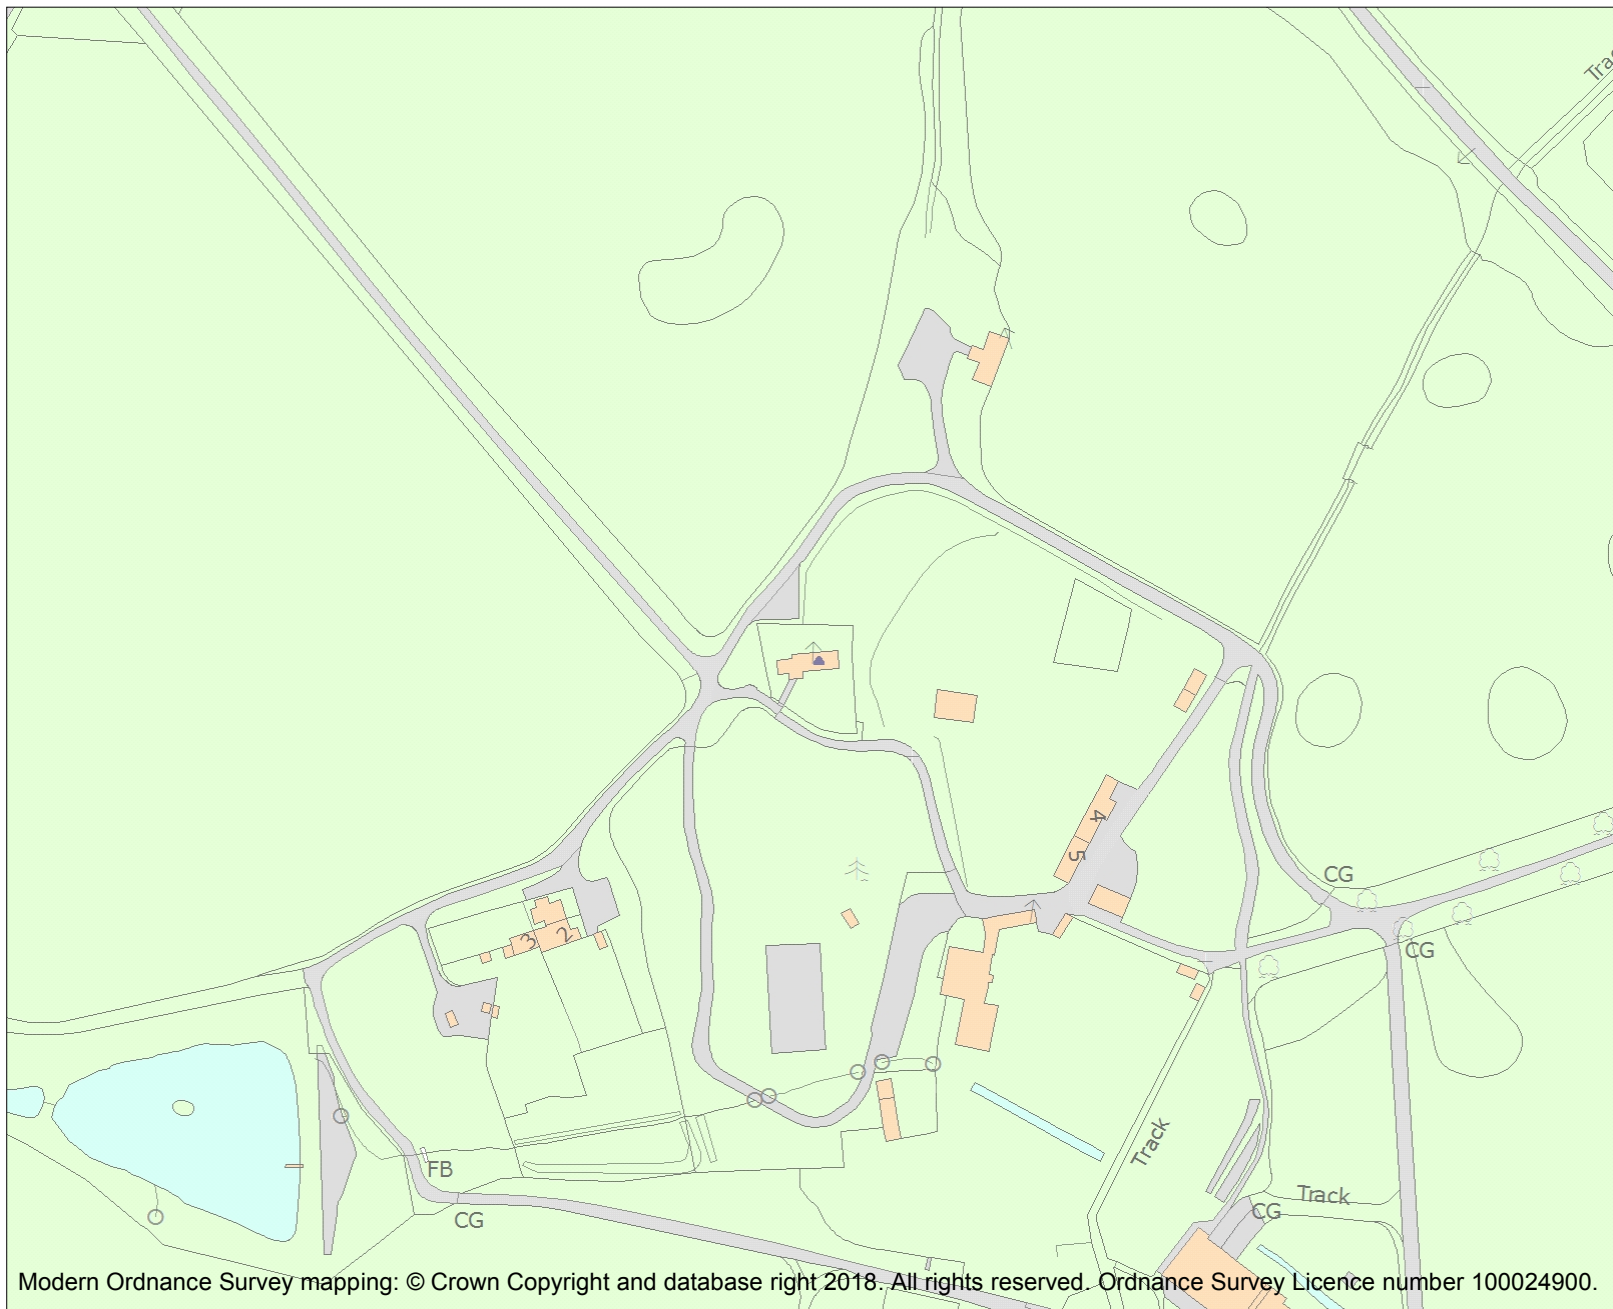 Trac
4
5
CG
3
2
CG
Track
FB
Track
CG
CG
Modern Ordnance Survey mapping: © Crown Copyright and database right 2018. All rights reserved. Ordnance Survey Licence number 100024900.